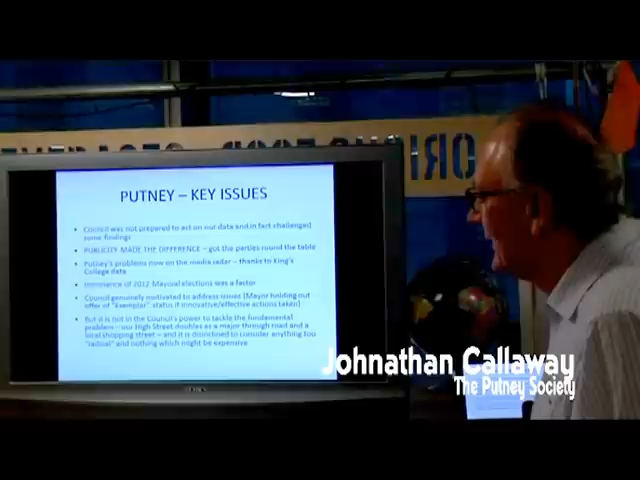 PUTNEY – KEY ISSUES
• Council was not prepared to act on our data and in fact challenged
some findings
• PUBLICITY MADE THE DIFFERENCE – got the parties round the table
• Putney's problems now on the media radar – thanks to King's
College data
• Imminence of 2012 Mayoral elections was a factor
• Council genuinely motivated to address issues (Mayor holding out
offer of "Exemplar" status if innovative/effective actions taken)
• But it is not in the Council's power to tackle the fundamental
problem – our High Street doubles as a major through road and a
local shopping street – and it is disinclined to consider anything too
"radical" and nothing which might be expensive
Johnathan Callaway
The Putney Society